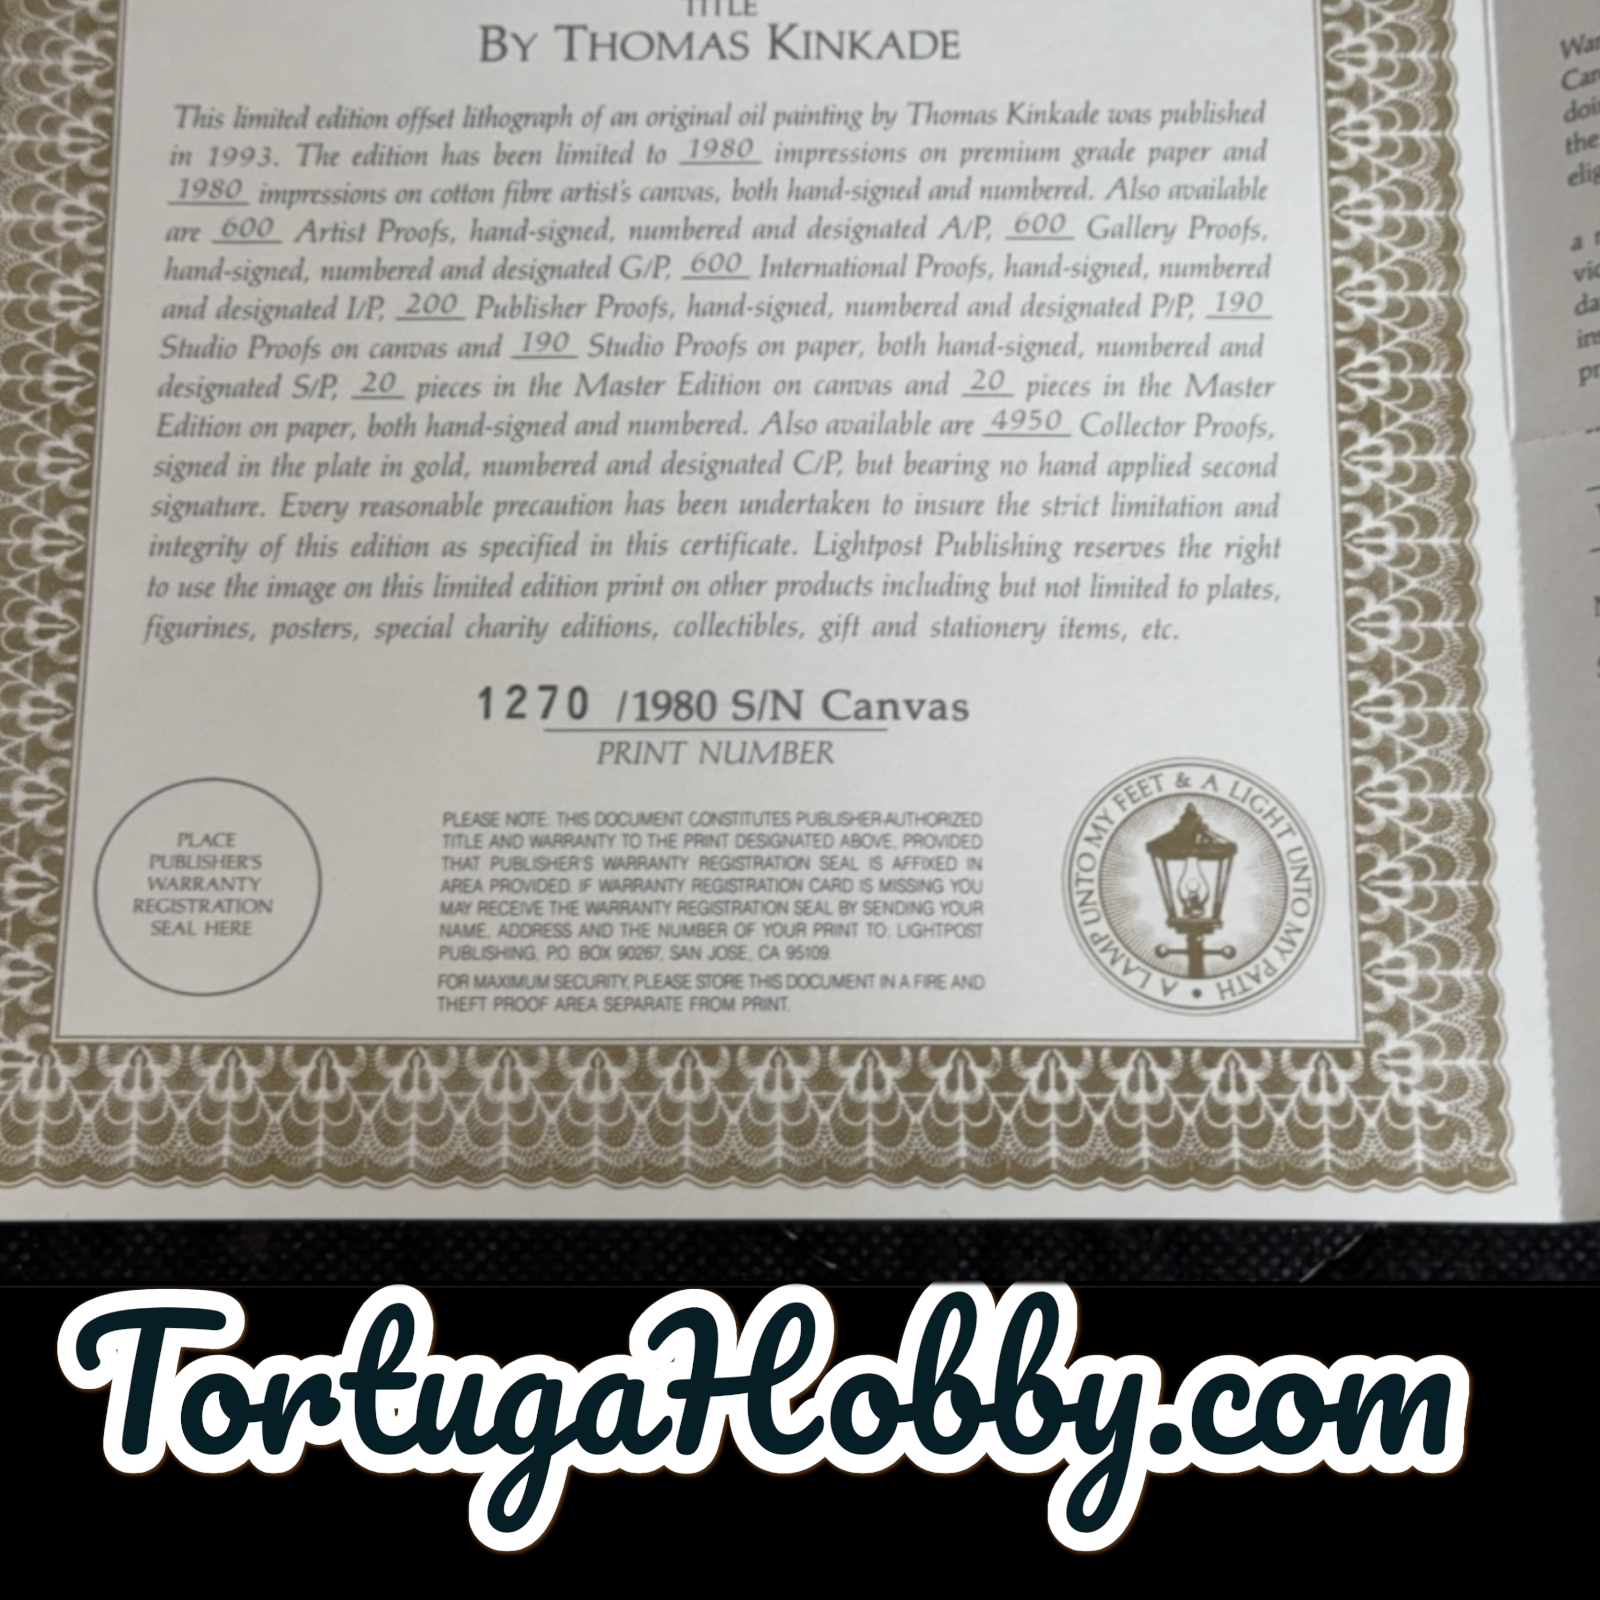 TITLE
BY THOMAS KINKADE
This limited edition offset lithograph of an original oil painting by Thomas Kinkade was published
in 1993. The edition has been limited to 1980 impressions on premium grade paper and
1980 impressions on cotton fibre artist's canvas, both hand-signed and numbered. Also available
are 600 Artist Proofs, hand-signed, numbered and designated A/P, 600 Gallery Proofs,
hand-signed, numbered and designated G/P, 600 International Proofs, hand-signed, numbered
and designated I/P, 200 Publisher Proofs, hand-signed, numbered and designated P/P, 190
Studio Proofs on canvas and 190 Studio Proofs on paper, both hand-signed, numbered and
designated S/P, 20 pieces in the Master Edition on canvas and 20 pieces in the Master
Edition on paper, both hand-signed and numbered. Also available are 4950 Collector Proofs,
signed in the plate in gold, numbered and designated C/P, but bearing no hand applied second
signature. Every reasonable precaution has been undertaken to insure the strict limitation and
integrity of this edition as specified in this certificate. Lightpost Publishing reserves the right
to use the image on this limited edition print on other products including but not limited to plates,
figurines, posters, special charity editions, collectibles, gift and stationery items, etc.
1270 /1980 S/N Canvas
PRINT NUMBER
PLACE
PUBLISHER'S
WARRANTY
REGISTRATION
SEAL HERE
PLEASE NOTE: THIS DOCUMENT CONSTITUTES PUBLISHER-AUTHORIZED
TITLE AND WARRANTY TO THE PRINT DESIGNATED ABOVE, PROVIDED
THAT PUBLISHER'S WARRANTY REGISTRATION SEAL IS AFFIXED IN
AREA PROVIDED. IF WARRANTY REGISTRATION CARD IS MISSING YOU
MAY RECEIVE THE WARRANTY REGISTRATION SEAL BY SENDING YOUR
NAME, ADDRESS AND THE NUMBER OF YOUR PRINT TO: LIGHTPOST
PUBLISHING, P.O. BOX 90267, SAN JOSE, CA 95109.
FOR MAXIMUM SECURITY, PLEASE STORE THIS DOCUMENT IN A FIRE AND
THEFT PROOF AREA SEPARATE FROM PRINT.
A LAMP UNTO MY FEET & A LIGHT UNTO MY PATH •
the
a
TortugaHobby.com